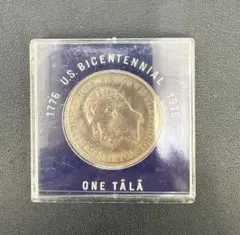 1776 U.S. BICENTENNIAL 1976
ONE TĀLĀ